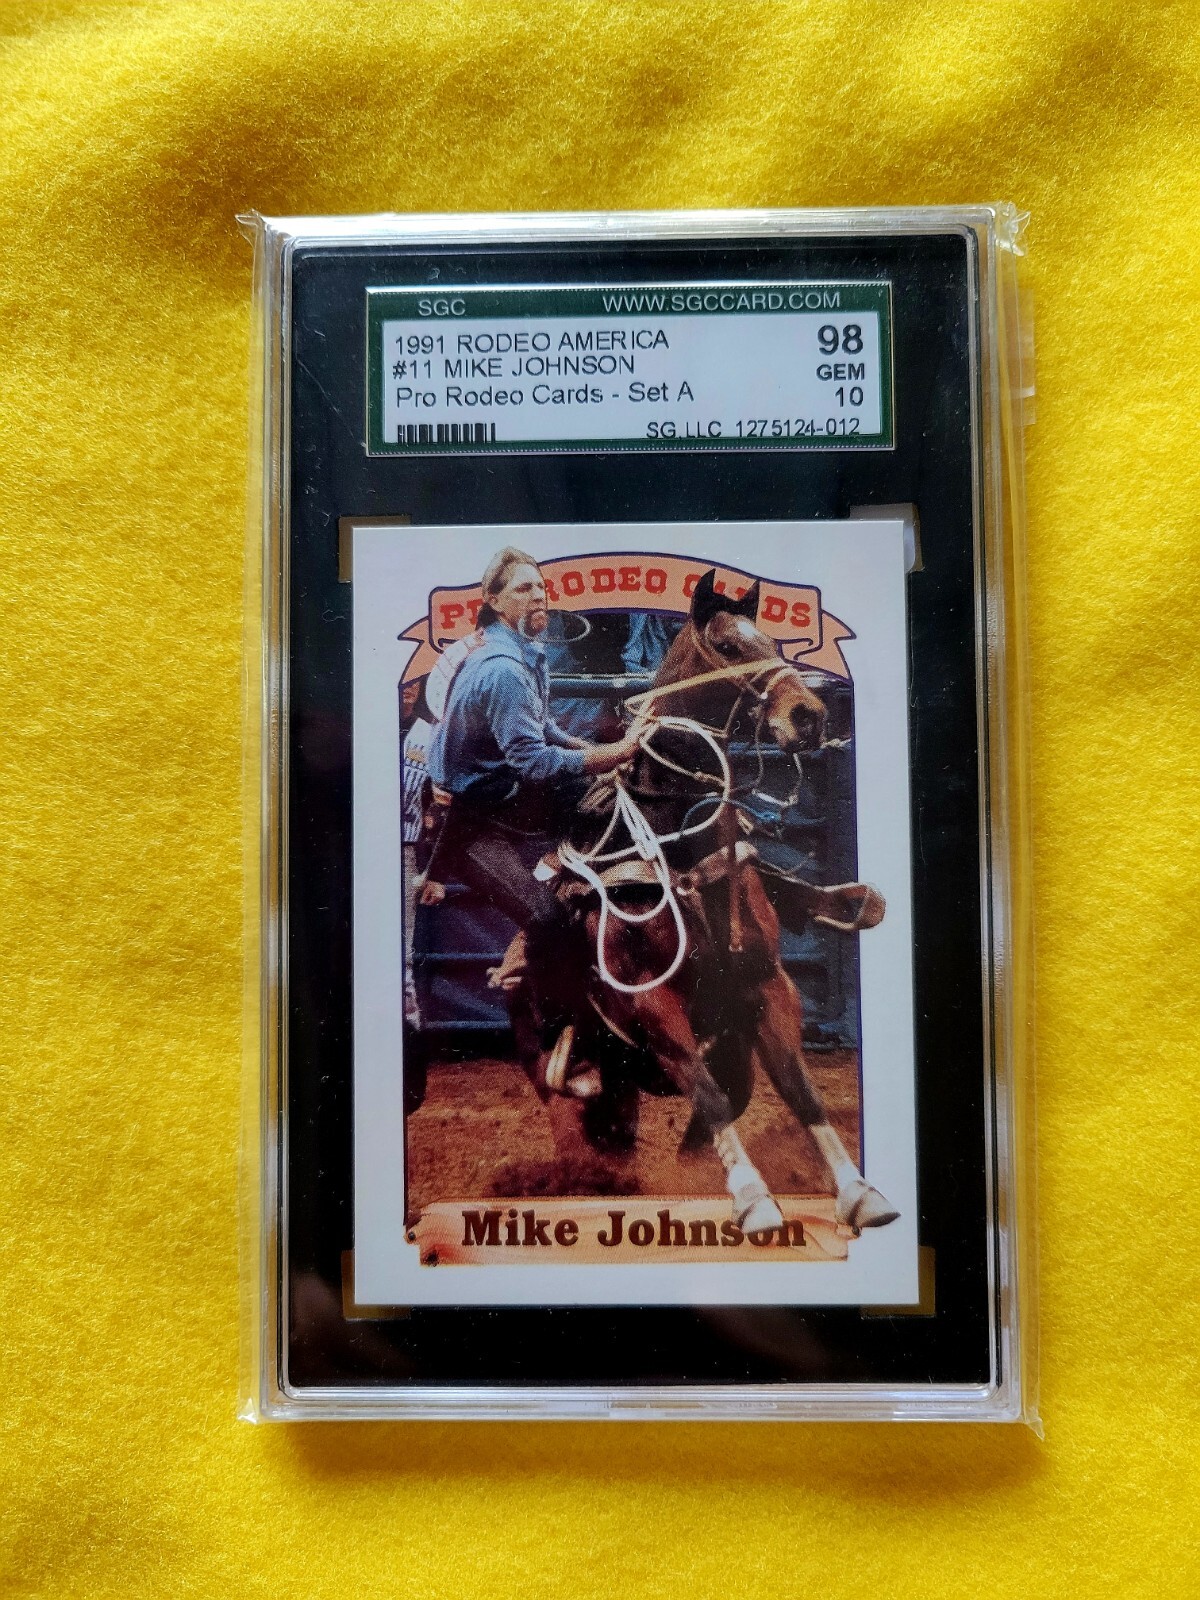 SGC WWW.SGCCARD.COM
1991 RODEO AMERICA 98
#11 MIKE JOHNSON GEM
Pro Rodeo Cards - Set A 10
SG,LLC 1275124-012
PRO RODEO CARDS
Mike Johnson